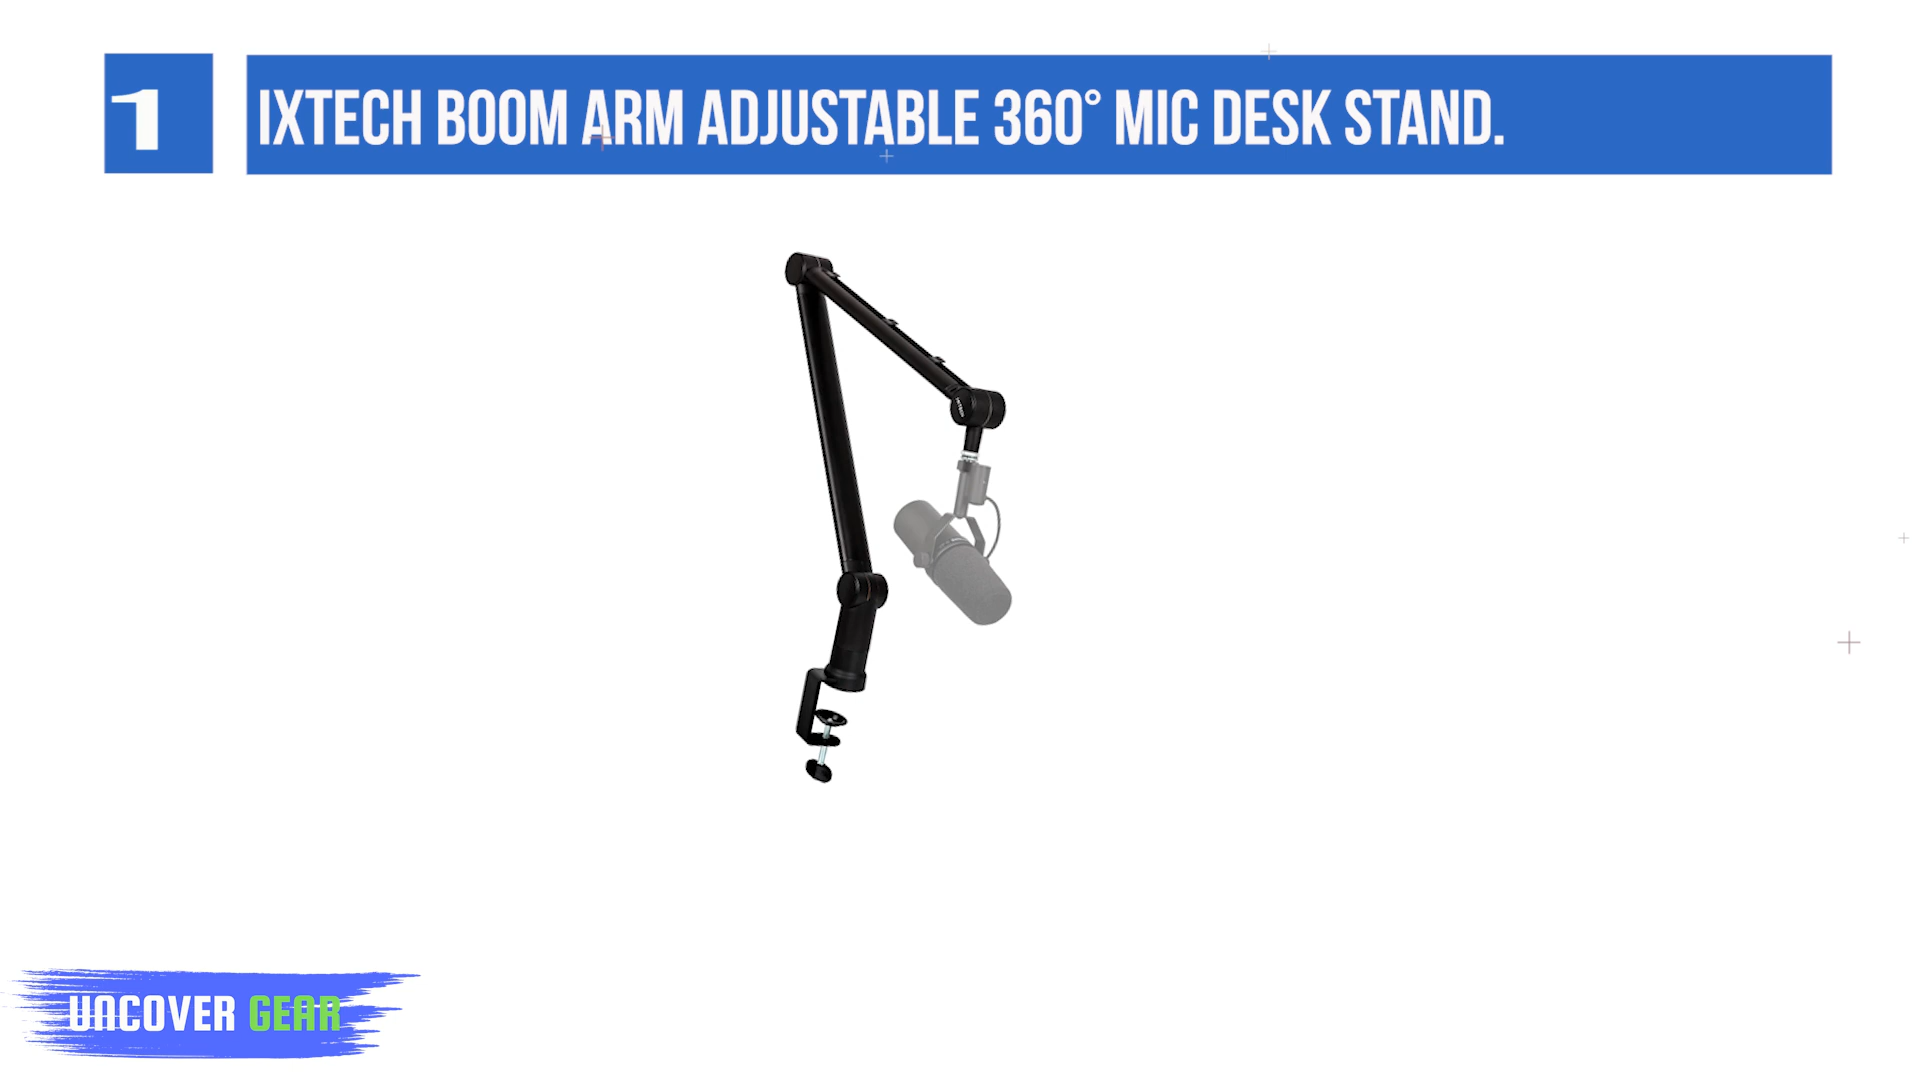 1
IXTECH BOOM ARM ADJUSTABLE 360° MIC DESK STAND.
UNCOVER GEAR